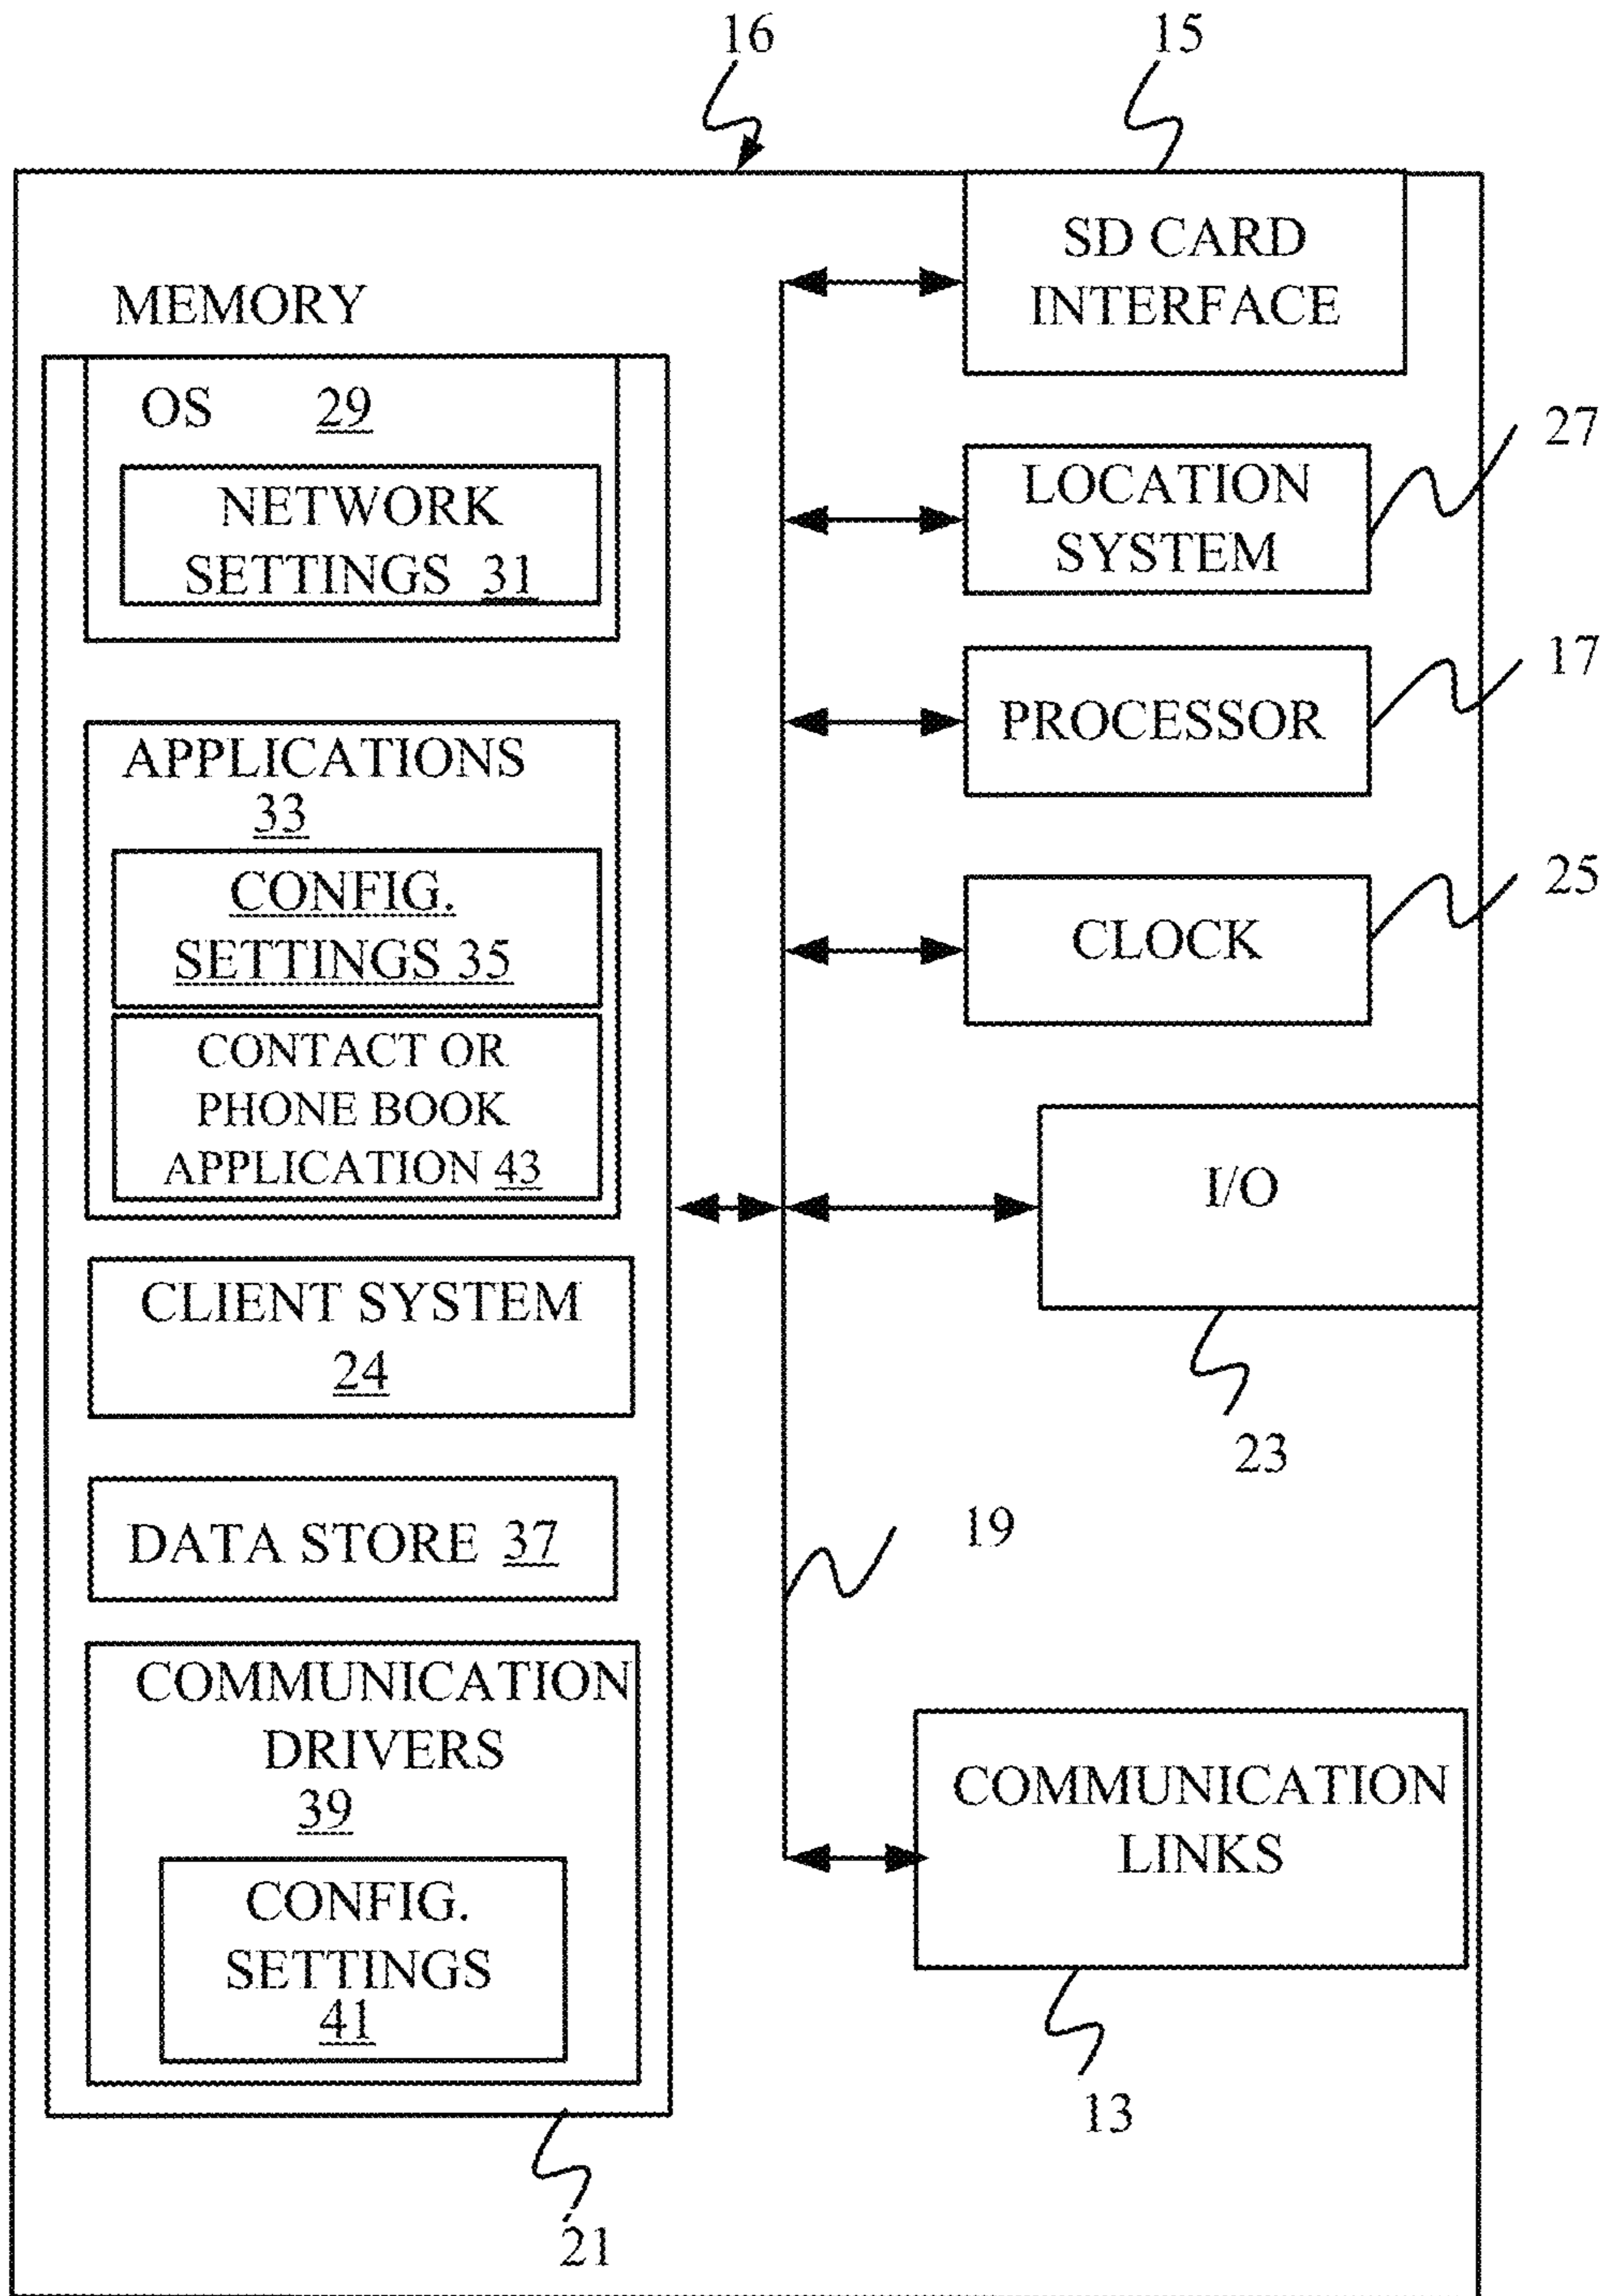 16
15
SD CARD
INTERFACE
MEMORY
OS 29
NETWORK
SETTINGS 31
APPLICATIONS
33
CONFIG.
SETTINGS 35
CONTACT OR
PHONE BOOK
APPLICATION 43
CLIENT SYSTEM
24
DATA STORE 37
COMMUNICATION
DRIVERS
39
CONFIG.
SETTINGS
41
21
LOCATION
SYSTEM
27
PROCESSOR
17
CLOCK
25
I/O
23
19
COMMUNICATION
LINKS
13